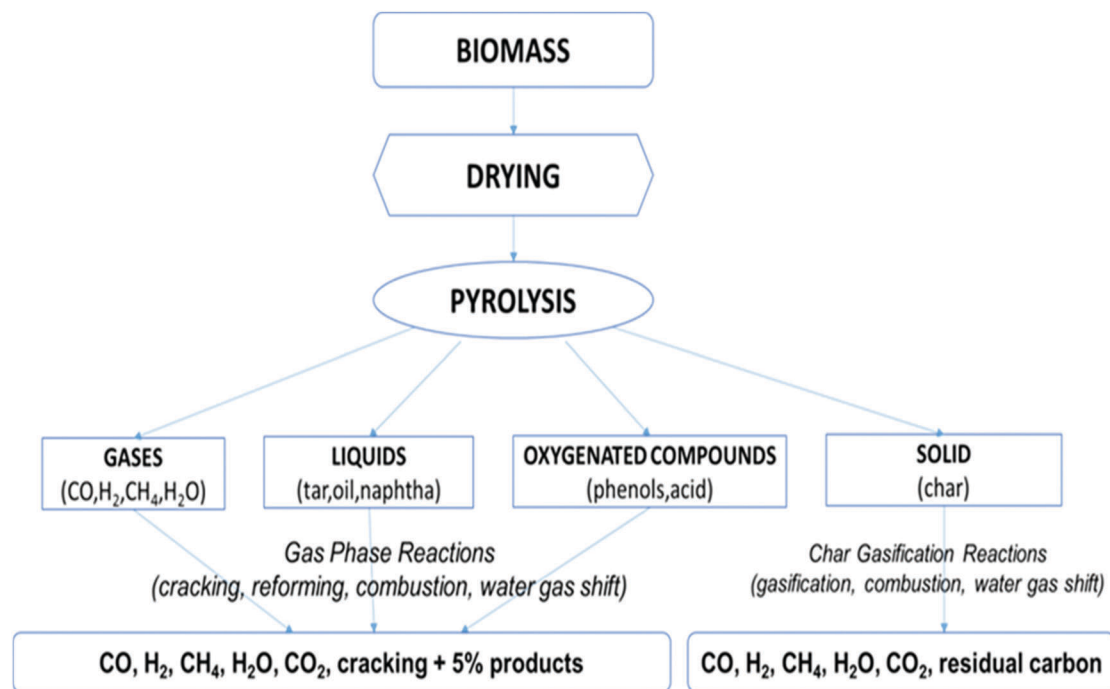 BIOMASS
DRYING
PYROLYSIS
GASES
(CO,H₂,CH₄,H₂O)
LIQUIDS
(tar,oil,naphtha)
OXYGENATED COMPOUNDS
(phenols,acid)
SOLID
(char)
Gas Phase Reactions
(cracking, reforming, combustion, water gas shift)
Char Gasification Reactions
(gasification, combustion, water gas shift)
CO, H₂, CH₄, H₂O, CO₂, cracking + 5% products
CO, H₂, CH₄, H₂O, CO₂, residual carbon